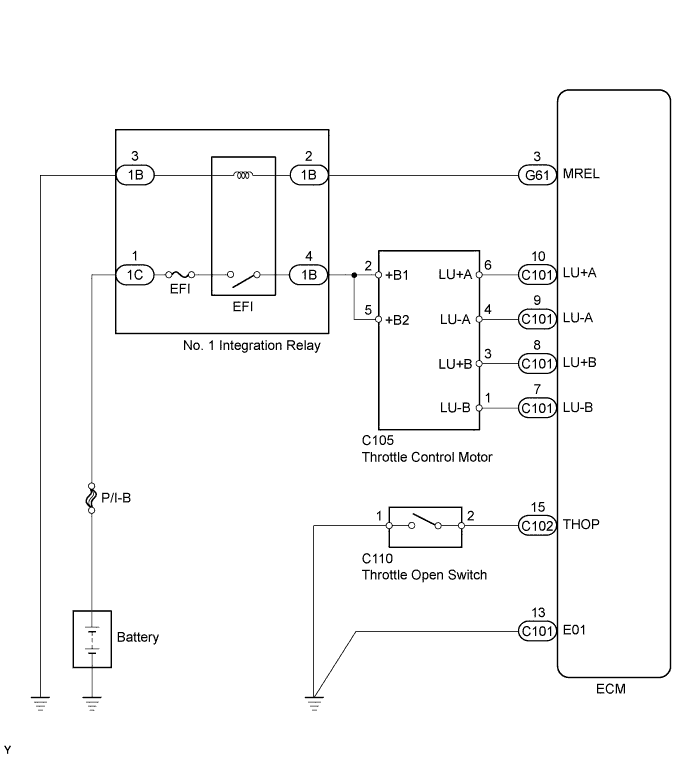 3 2 3
1B 1B G61 MREL
1 4 2 6 10
1C EFI EFI 1B +B1 LU+A C101 LU+A
5 4 9
+B2 LU-A C101 LU-A
No. 1 Integration Relay
3 8
LU+B C101 LU+B
1 7
LU-B C101 LU-B
C105
Throttle Control Motor
P/I-B
1 2 15
C102 THOP
C110
Throttle Open Switch
13
C101 E01
Battery
ECM
Y